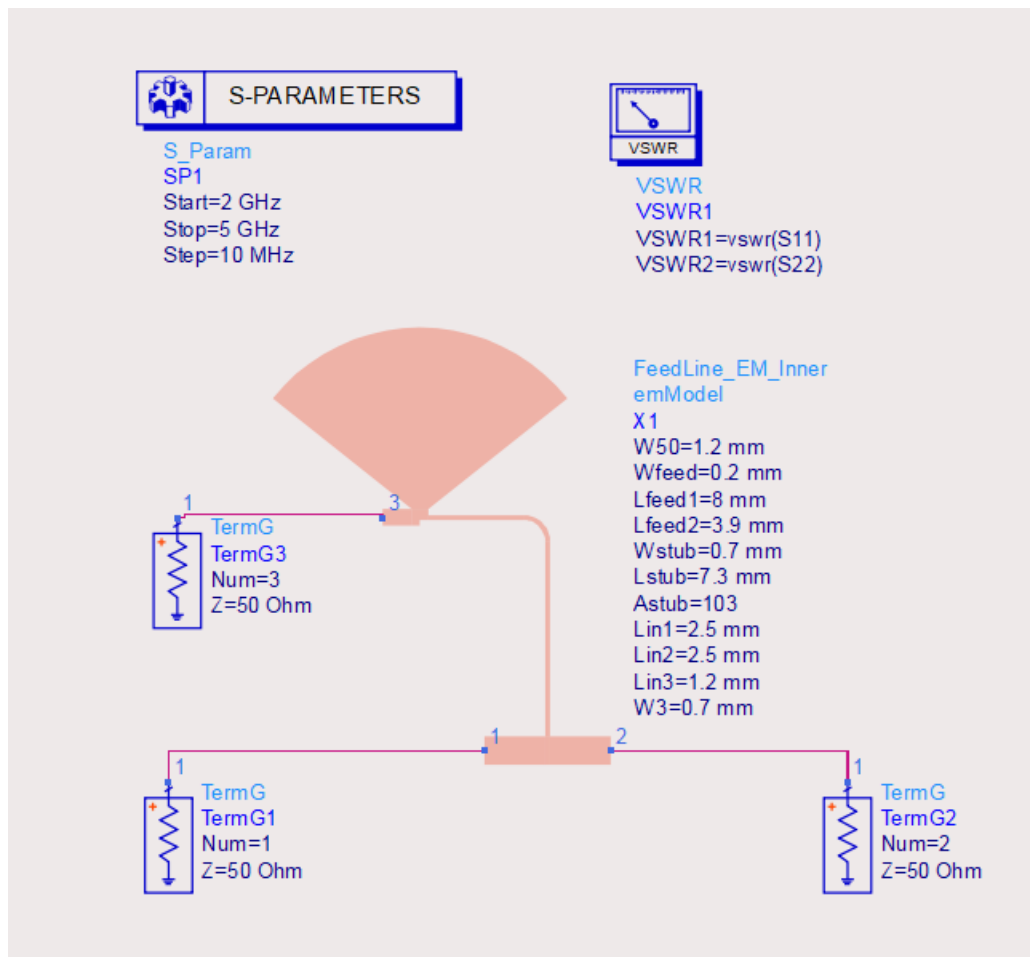 S-PARAMETERS
S_Param
SP1
Start=2 GHz
Stop=5 GHz
Step=10 MHz
VSWR
VSWR
VSWR1
VSWR1=vswr(S11)
VSWR2=vswr(S22)
FeedLine_EM_Inner
emModel
X1
W50=1.2 mm
Wfeed=0.2 mm
Lfeed1=8 mm
Lfeed2=3.9 mm
Wstub=0.7 mm
Lstub=7.3 mm
Astub=103
Lin1=2.5 mm
Lin2=2.5 mm
Lin3=1.2 mm
W3=0.7 mm
1
3
TermG
TermG3
Num=3
Z=50 Ohm
1
2
1
TermG
TermG1
Num=1
Z=50 Ohm
1
TermG
TermG2
Num=2
Z=50 Ohm